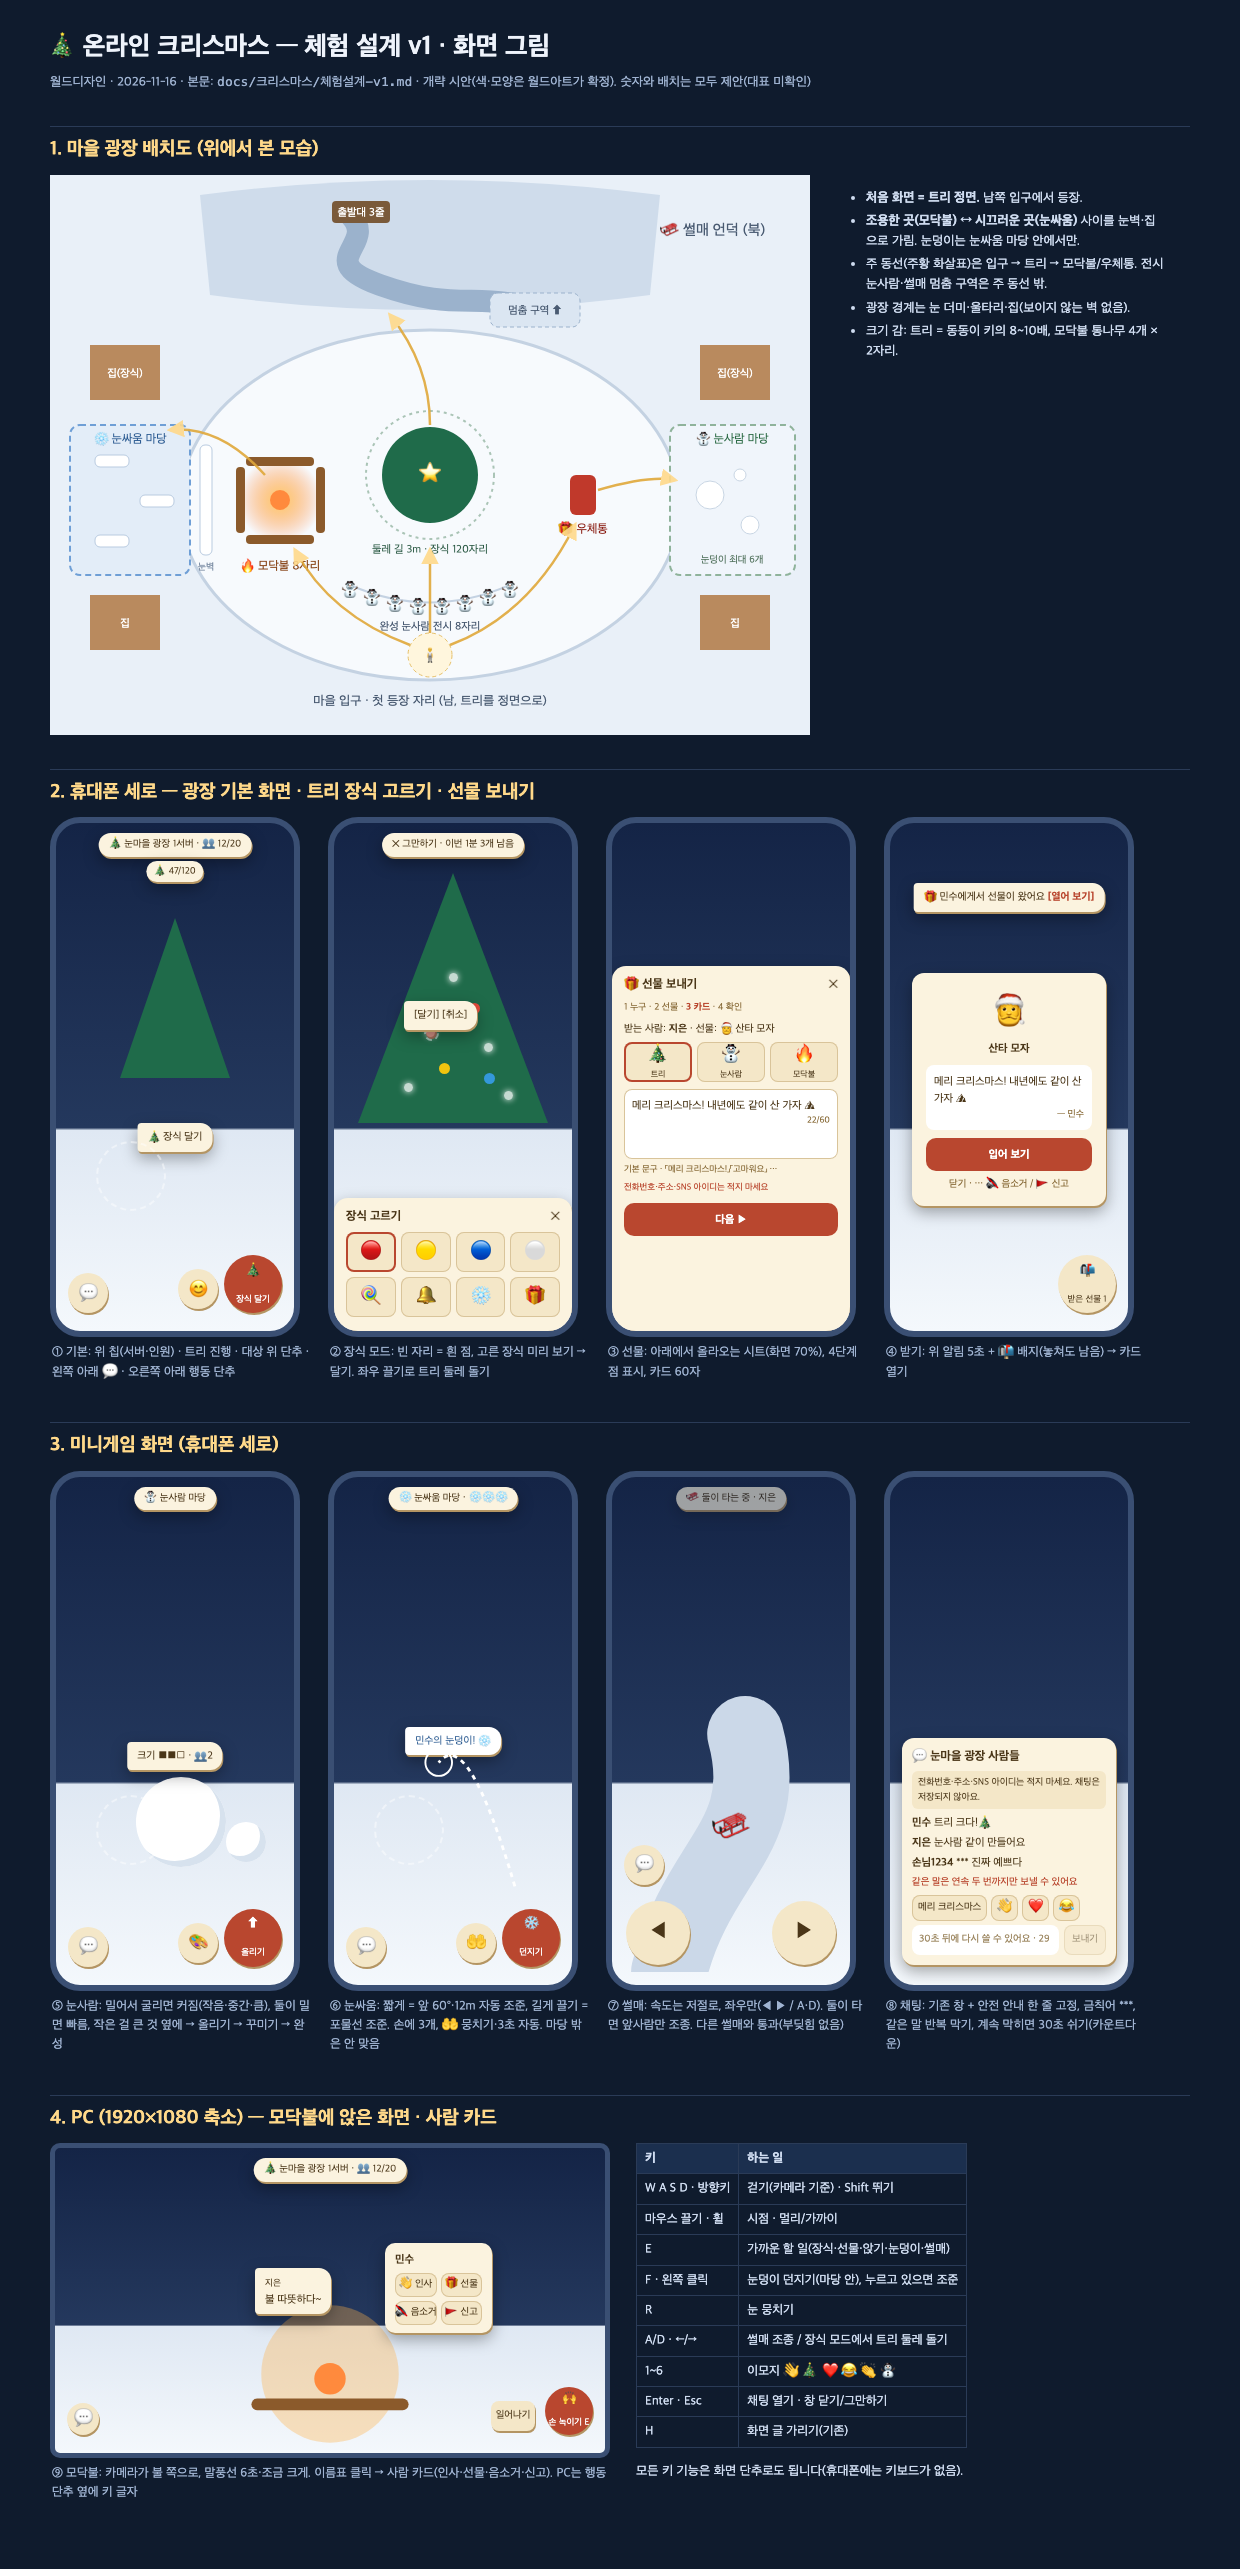 🎄 온라인 크리스마스 — 체험 설계 v1 · 화면 그림
월드디자인 · 2026-11-16 · 본문: docs/크리스마스/체험설계-v1.md · 개략 시안(색·모양은 월드아트가 확정). 숫자와 배치는 모두 제안(대표 미확인)
1. 마을 광장 배치도 (위에서 본 모습)
출발대 3줄
🛷 썰매 언덕 (북)
멈춤 구역 ⬆
집(장식)
집(장식)
❄️ 눈싸움 마당
⛄ 눈사람 마당
🎁 우체통
둘레 길 3m · 장식 120자리
눈벽
🔥 모닥불 8자리
눈덩이 최대 6개
완성 눈사람 전시 8자리
집
집
마을 입구 · 첫 등장 자리 (남, 트리를 정면으로)
• 처음 화면 = 트리 정면. 남쪽 입구에서 등장.
• 조용한 곳(모닥불) ↔ 시끄러운 곳(눈싸움) 사이를 눈벽·집
으로 가림. 눈덩이는 눈싸움 마당 안에서만.
• 주 동선(주황 화살표)은 입구 → 트리 → 모닥불/우체통. 전시
눈사람·썰매 멈춤 구역은 주 동선 밖.
• 광장 경계는 눈 더미·울타리·집(보이지 않는 벽 없음).
• 크기 감: 트리 = 동동이 키의 8~10배, 모닥불 통나무 4개 ×
2자리.
2. 휴대폰 세로 — 광장 기본 화면 · 트리 장식 고르기 · 선물 보내기
🎄 눈마을 광장 1서버 · 👥 12/20
🎄 47/120
🎄 장식 달기
💬
😊
🎄
장식 달기
① 기본: 위 칩(서버·인원) · 트리 진행 · 대상 위 단추 ·
왼쪽 아래 💬 · 오른쪽 아래 행동 단추
✕ 그만하기 · 이번 1분 3개 남음
[달기] [취소]
장식 고르기 ✕
② 장식 모드: 빈 자리 = 흰 점, 고른 장식 미리 보기 →
달기. 좌우 끌기로 트리 둘레 돌기
🎁 선물 보내기 ✕
1 누구 · 2 선물 · 3 카드 · 4 확인
받는 사람: 지은 · 선물: 🎅 산타 모자
트리
눈사람
모닥불
메리 크리스마스! 내년에도 같이 산 가자 ⛰
22/60
기본 문구 · 「메리 크리스마스!」「고마워요」 …
전화번호·주소·SNS 아이디는 적지 마세요
다음 ▶
③ 선물: 아래에서 올라오는 시트(화면 70%), 4단계
점 표시, 카드 60자
🎁 민수에게서 선물이 왔어요 [열어 보기]
산타 모자
메리 크리스마스! 내년에도 같이 산
가자 ⛰
— 민수
입어 보기
닫기 · ⋯ 🔇 음소거 / 🚩 신고
📬
받은 선물 1
④ 받기: 위 알림 5초 + 📬 배지(놓쳐도 남음) → 카드
열기
3. 미니게임 화면 (휴대폰 세로)
⛄ 눈사람 마당
크기 ■■□ · 👥2
⬆
올리기
⑤ 눈사람: 밀어서 굴리면 커짐(작음·중간·큼), 둘이 밀
면 빠름, 작은 걸 큰 것 옆에 → 올리기 → 꾸미기 → 완
성
❄️ 눈싸움 마당 · ❄️❄️❄️
민수의 눈덩이! ❄️
❄️
던지기
⑥ 눈싸움: 짧게 = 앞 60°·12m 자동 조준, 길게 끌기 =
포물선 조준. 손에 3개, 🤲 뭉치기·3초 자동. 마당 밖
은 안 맞음
🛷 둘이 타는 중 · 지은
◀ ▶
⑦ 썰매: 속도는 저절로, 좌우만(◀ ▶ / A·D). 둘이 타
면 앞사람만 조종. 다른 썰매와 통과(부딪힘 없음)
💬 눈마을 광장 사람들
전화번호·주소·SNS 아이디는 적지 마세요. 채팅은
저장되지 않아요.
민수 트리 크다!🎄
지은 눈사람 같이 만들어요
손님1234 *** 진짜 예쁘다
같은 말은 연속 두 번까지만 보낼 수 있어요
메리 크리스마스 👋 ❤️ 😂
30초 뒤에 다시 쓸 수 있어요 · 29 보내기
⑧ 채팅: 기존 창 + 안전 안내 한 줄 고정, 금칙어 ***,
같은 말 반복 막기, 계속 막히면 30초 쉬기(카운트다
운)
4. PC (1920×1080 축소) — 모닥불에 앉은 화면 · 사람 카드
🎄 눈마을 광장 1서버 · 👥 12/20
지은
불 따뜻하다~
민수
👋 인사 🎁 선물
🔇 음소거 🚩 신고
일어나기
🙌
손 녹이기 E
⑨ 모닥불: 카메라가 불 쪽으로, 말풍선 6초·조금 크게. 이름표 클릭 → 사람 카드(인사·선물·음소거·신고). PC는 행동
단추 옆에 키 글자
키 하는 일
W A S D · 방향키 걷기(카메라 기준) · Shift 뛰기
마우스 끌기 · 휠 시점 · 멀리/가까이
E 가까운 할 일(장식·선물·앉기·눈덩이·썰매)
F · 왼쪽 클릭 눈덩이 던지기(마당 안), 누르고 있으면 조준
R 눈 뭉치기
A/D · ←/→ 썰매 조종 / 장식 모드에서 트리 둘레 돌기
1~6 이모지 👋🎄❤️😂👏⛄
Enter · Esc 채팅 열기 · 창 닫기/그만하기
H 화면 글 가리기(기존)
모든 키 기능은 화면 단추로도 됩니다(휴대폰에는 키보드가 없음).